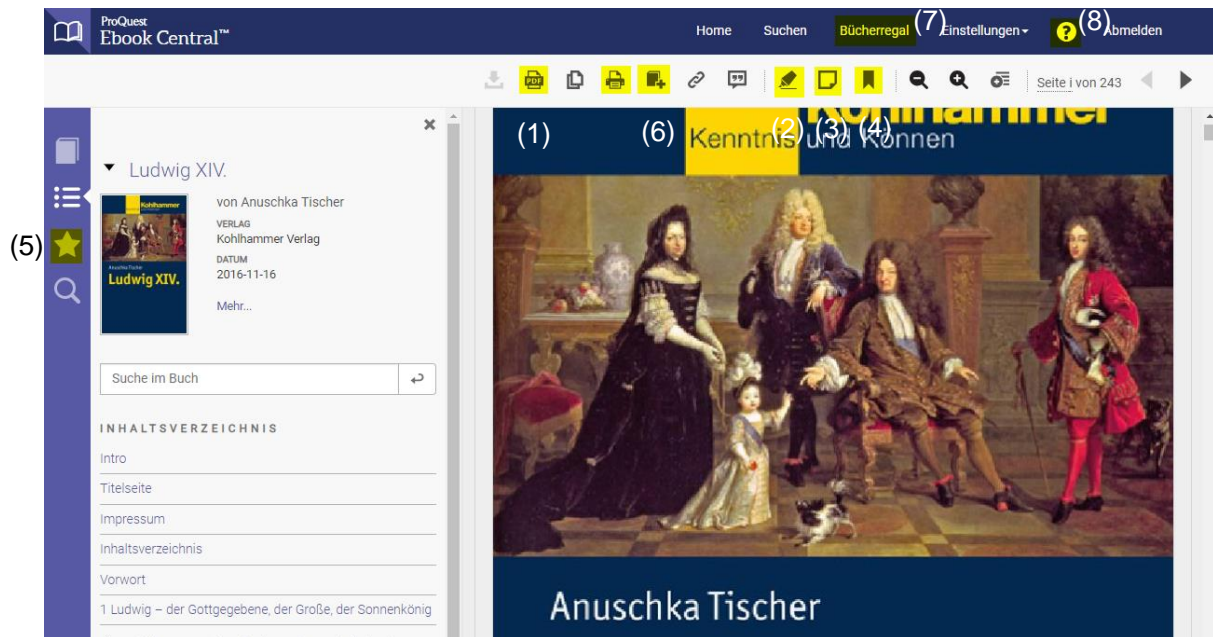 ProQuest
Ebook Central™
Home Suchen Bücherregal (7) Einstellungen ? (8) Abmelden
PDF
Seite i von 243
(1) (6) (2) (3) (4)
Kohlhammer
Kenntnis und Können
Ludwig XIV.
Kohlhammer
Anuschka Tischer
Ludwig XIV.
von Anuschka Tischer
VERLAG
Kohlhammer Verlag
DATUM
2016-11-16
Mehr...
(5)
Suche im Buch
INHALTSVERZEICHNIS
Intro
Titelseite
Impressum
Inhaltsverzeichnis
Vorwort
1 Ludwig – der Gottgegebene, der Große, der Sonnenkönig
Anuschka Tischer